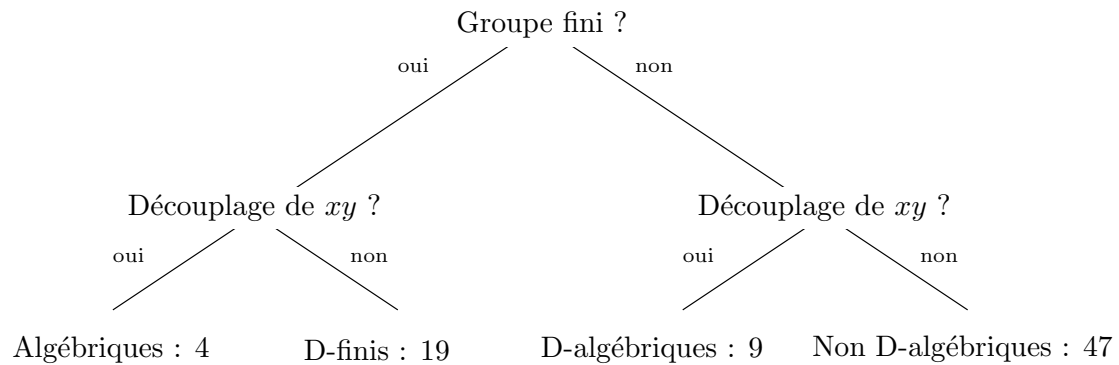 Groupe fini ?
oui
non
Découplage de xy ?
Découplage de xy ?
oui
non
oui
non
Algébriques : 4
D-finis : 19
D-algébriques : 9
Non D-algébriques : 47